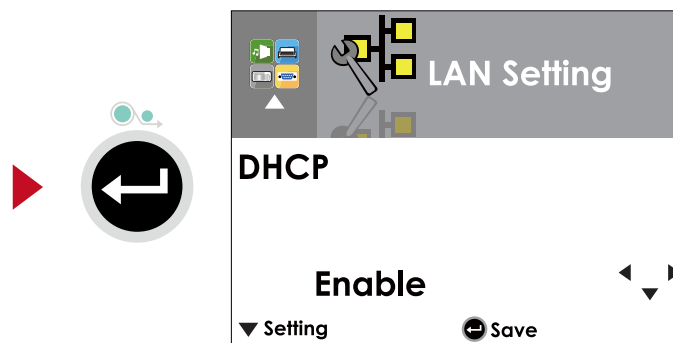 LAN Setting
DHCP
Enable
Setting
Save